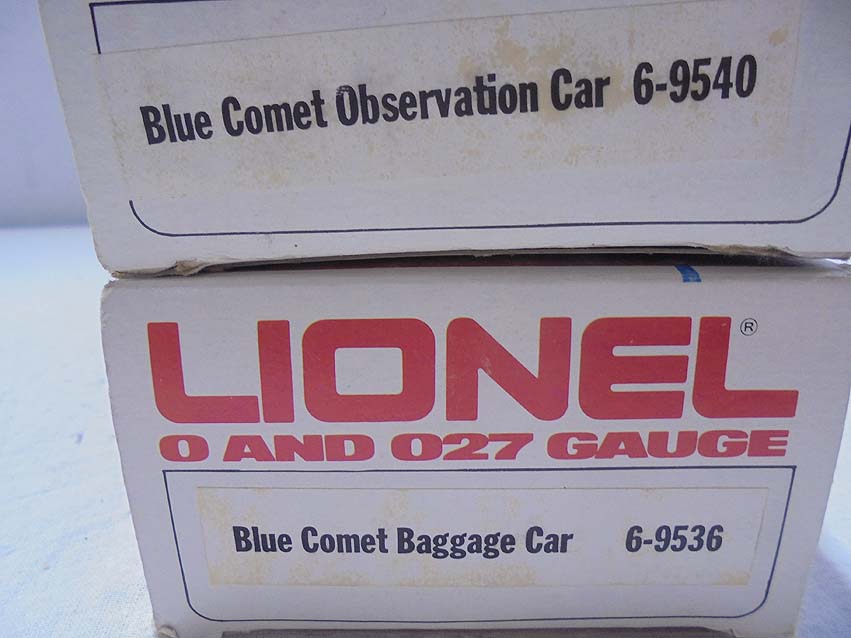 Blue Comet Observation Car 6-9540
LIONEL®
O AND O27 GAUGE
Blue Comet Baggage Car 6-9536